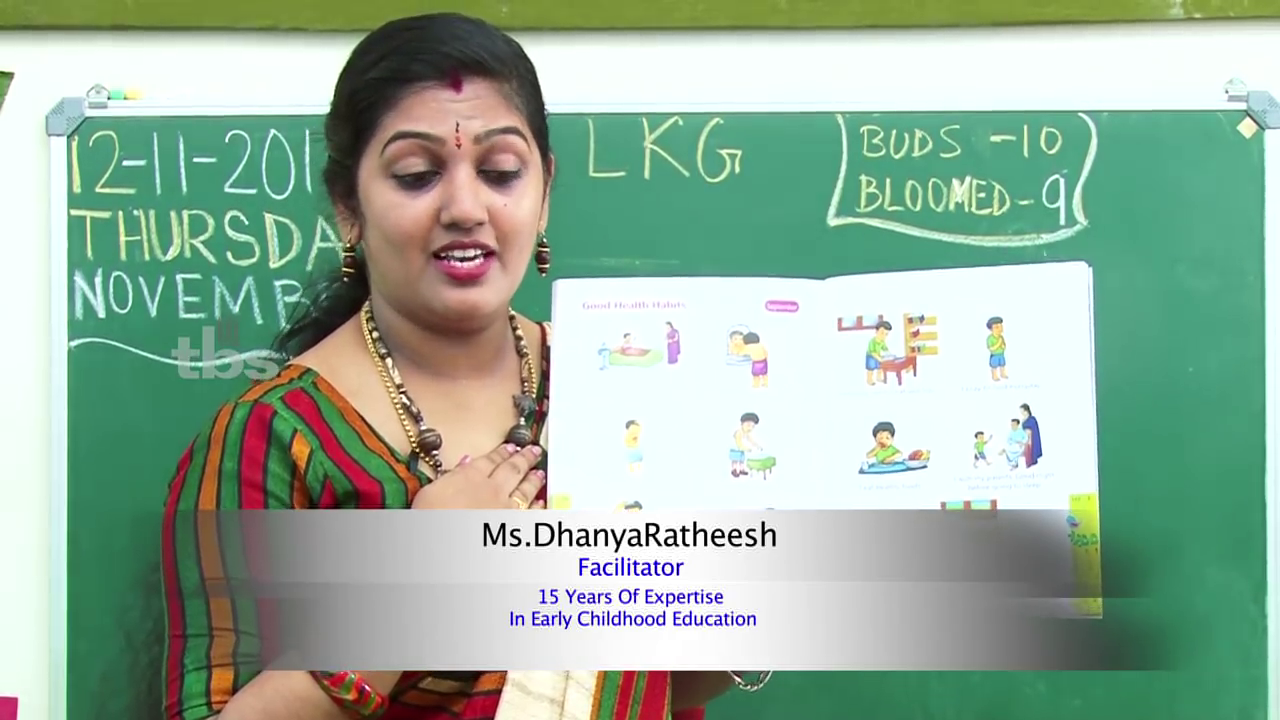 12-11-201
THURSDA
NOVEMB
LKG
BUDS -10
BLOOMED-9
tbs
Good Health Habits
September
Ms.DhanyaRatheesh
Facilitator
15 Years Of Expertise
In Early Childhood Education